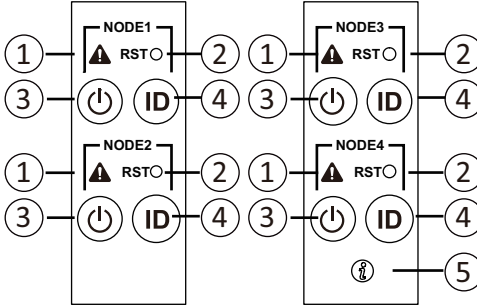 NODE1 NODE3
1 RST 2 1 RST 2
3 ID 4 3 ID 4
NODE2 NODE4
1 RST 2 1 RST 2
3 ID 4 3 ID 4
i 5